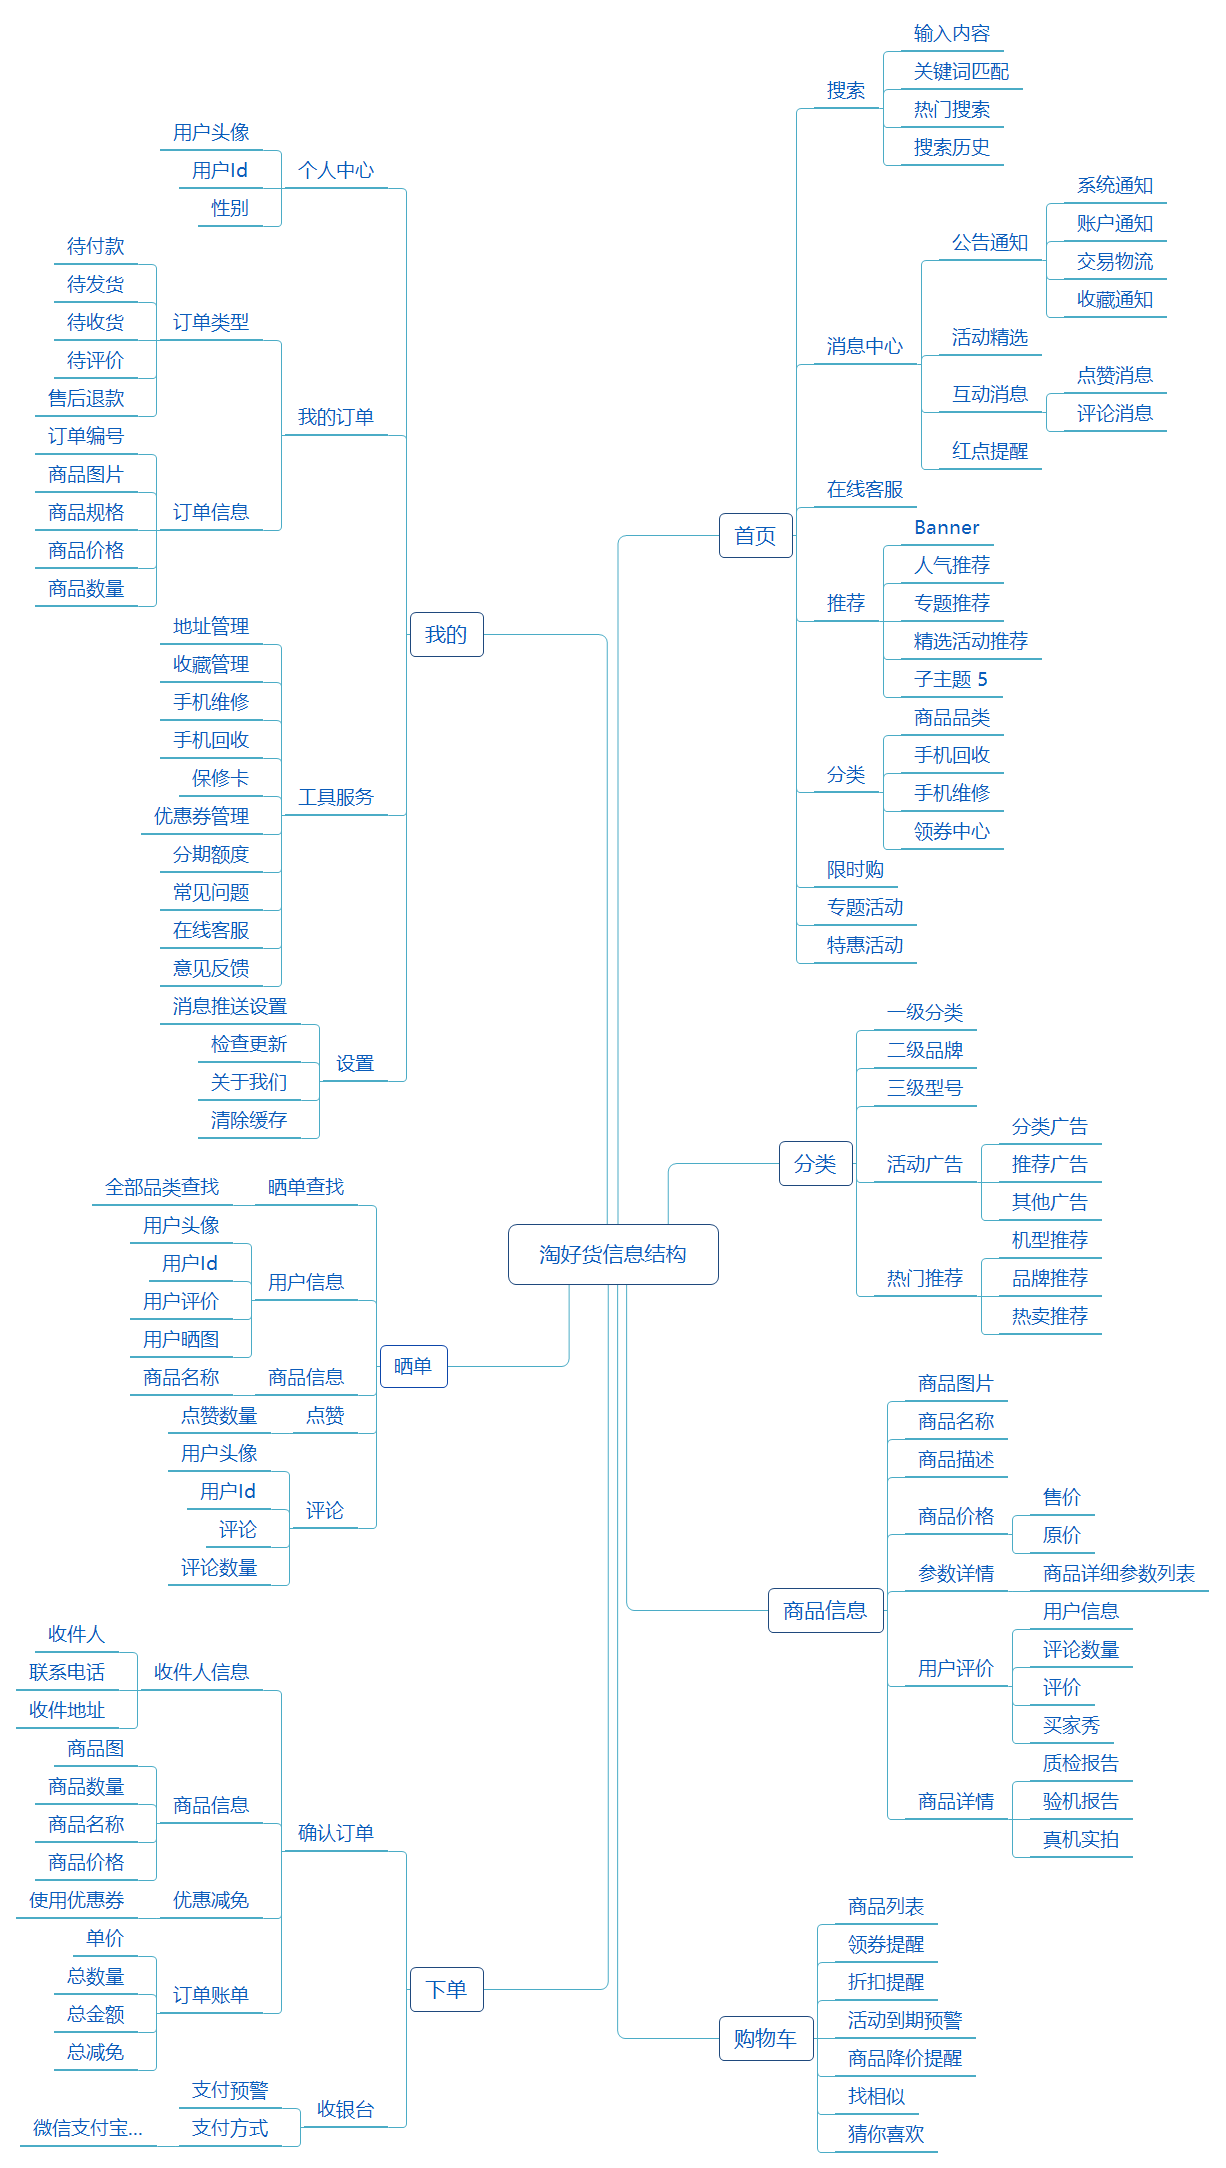 淘好货信息结构
首页
搜索
输入内容
关键词匹配
热门搜索
搜索历史
消息中心
公告通知
系统通知
账户通知
交易物流
收藏通知
活动精选
互动消息
点赞消息
评论消息
红点提醒
在线客服
推荐
Banner
人气推荐
专题推荐
精选活动推荐
子主题 5
分类
商品品类
手机回收
手机维修
领券中心
限时购
专题活动
特惠活动
分类
一级分类
二级品牌
三级型号
活动广告
分类广告
推荐广告
其他广告
热门推荐
机型推荐
品牌推荐
热卖推荐
商品信息
商品图片
商品名称
商品描述
商品价格
售价
原价
参数详情
商品详细参数列表
用户评价
用户信息
评论数量
评价
买家秀
商品详情
质检报告
验机报告
真机实拍
购物车
商品列表
领券提醒
折扣提醒
活动到期预警
商品降价提醒
找相似
猜你喜欢
我的
个人中心
用户头像
用户Id
性别
我的订单
订单类型
待付款
待发货
待收货
待评价
售后退款
订单信息
订单编号
商品图片
商品规格
商品价格
商品数量
工具服务
地址管理
收藏管理
手机维修
手机回收
保修卡
优惠券管理
分期额度
常见问题
在线客服
意见反馈
设置
消息推送设置
检查更新
关于我们
清除缓存
晒单
晒单查找
全部品类查找
用户信息
用户头像
用户Id
用户评价
用户晒图
商品信息
商品名称
点赞
点赞数量
评论
用户头像
用户Id
评论
评论数量
下单
确认订单
收件人信息
收件人
联系电话
收件地址
商品信息
商品图
商品数量
商品名称
商品价格
优惠减免
使用优惠券
订单账单
单价
总数量
总金额
总减免
收银台
支付预警
支付方式
微信支付宝...